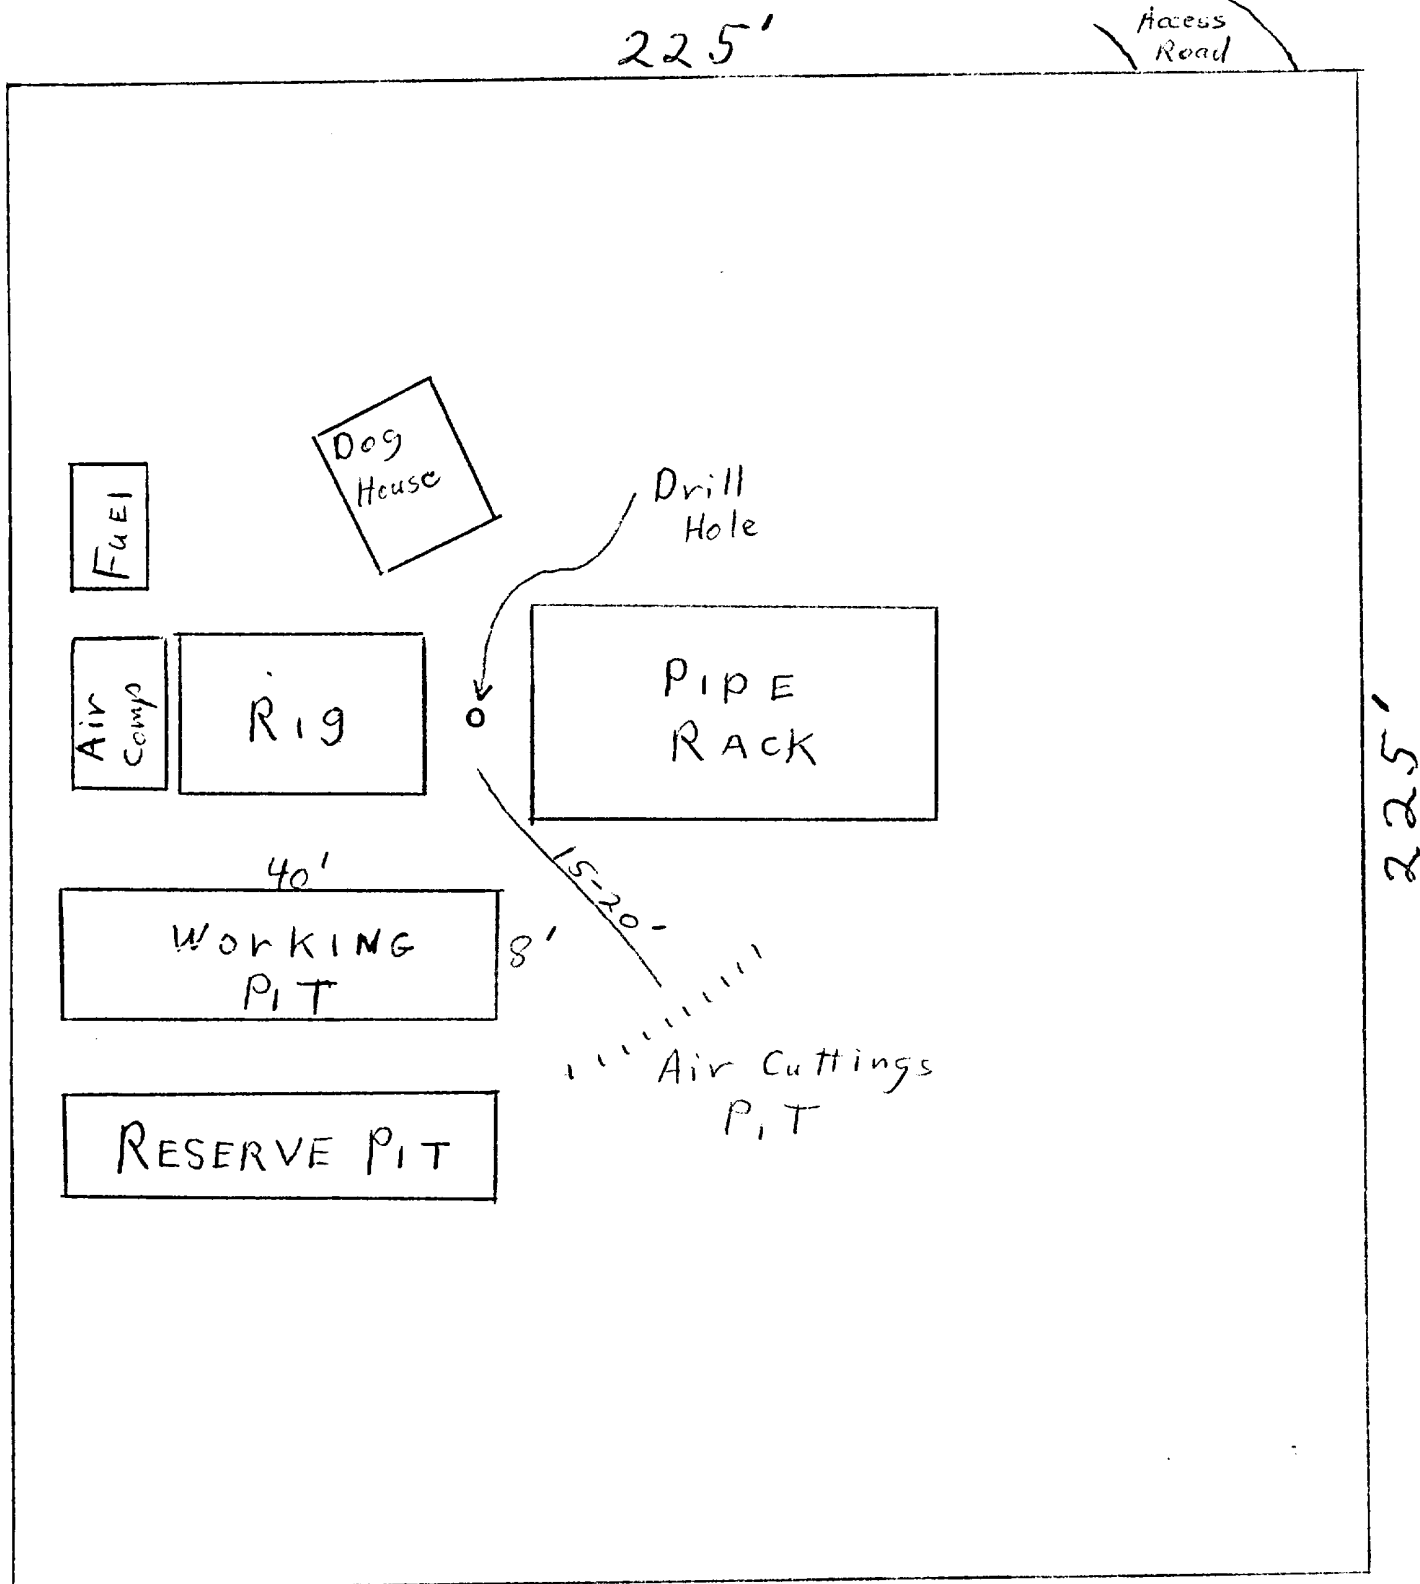 225'
Access
Road
Dog
House
Fuel
Drill
Hole
Air
Comp
Rig
PIPE
RACK
225'
40'
WorKING
PIT
8'
15-20'
Air Cuttings
PIT
RESERVE PIT